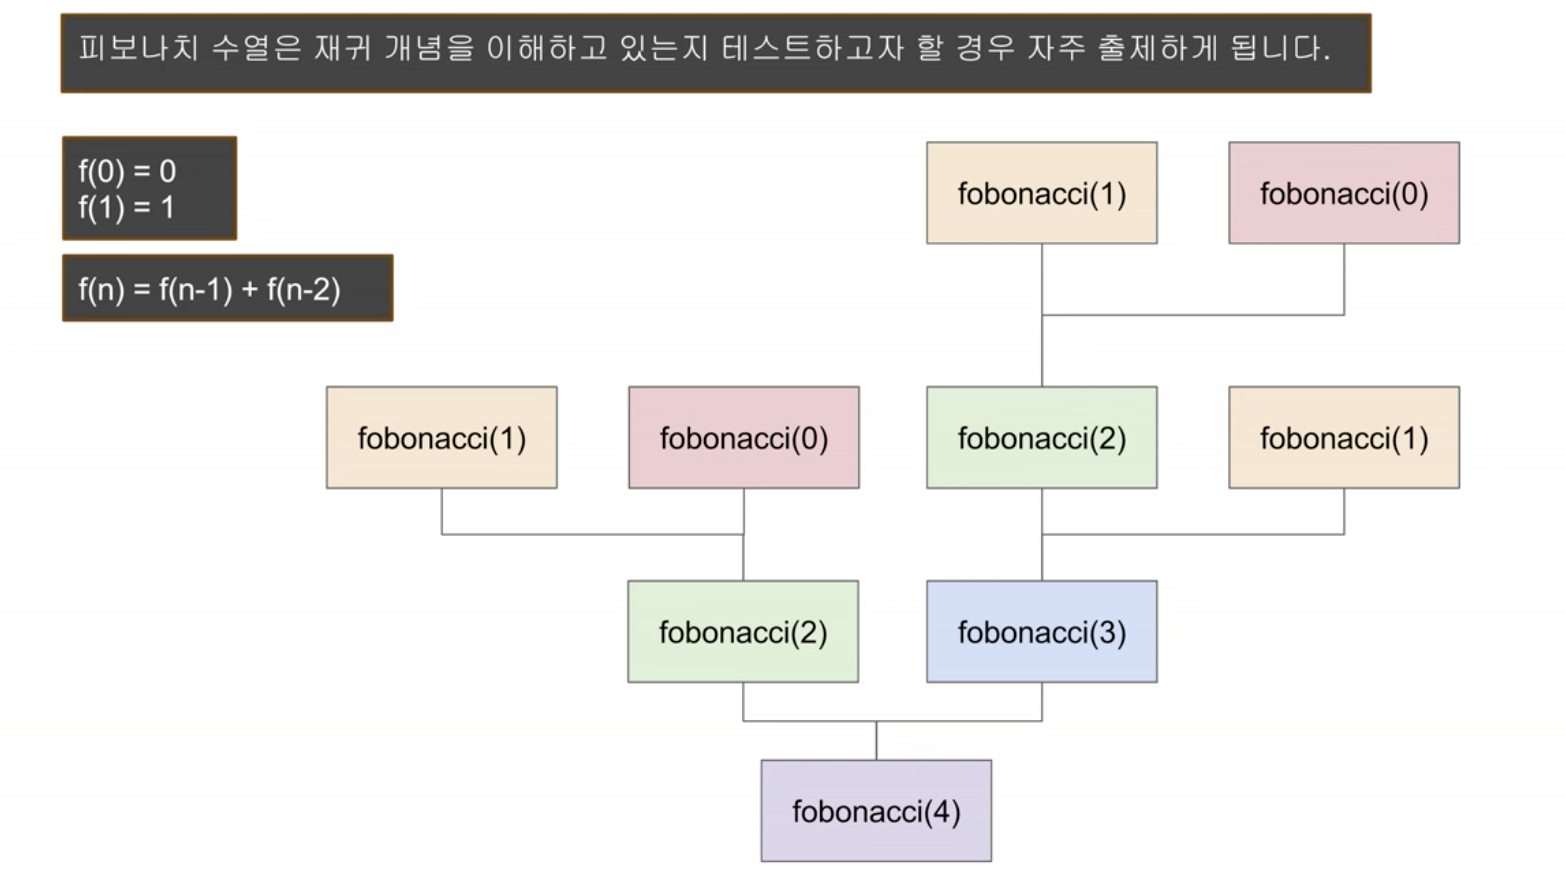 피보나치 수열은 재귀 개념을 이해하고 있는지 테스트하고자 할 경우 자주 출제하게 됩니다.
f(0) = 0
f(1) = 1
f(n) = f(n-1) + f(n-2)
fobonacci(1)
fobonacci(0)
fobonacci(1)
fobonacci(0)
fobonacci(2)
fobonacci(1)
fobonacci(2)
fobonacci(3)
fobonacci(4)